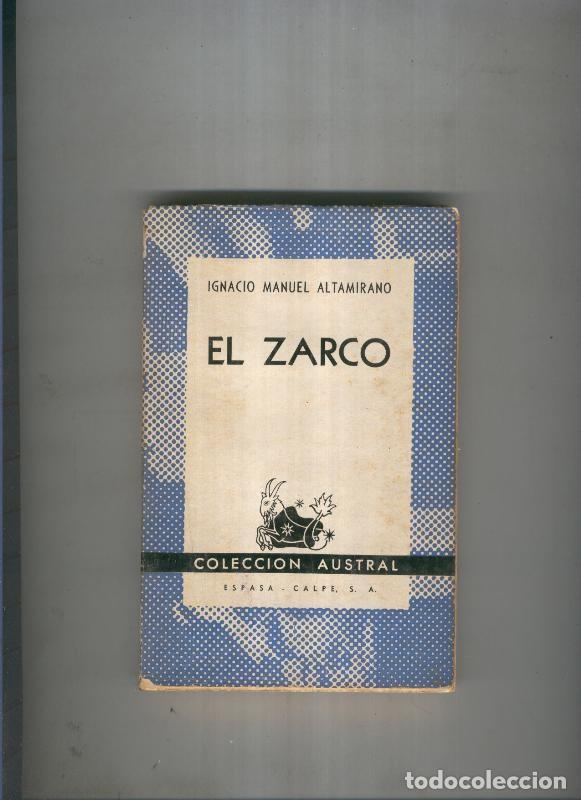 IGNACIO MANUEL ALTAMIRANO
EL ZARCO
COLECCION AUSTRAL
ESPASA - CALPE, S. A.
todocoleccion